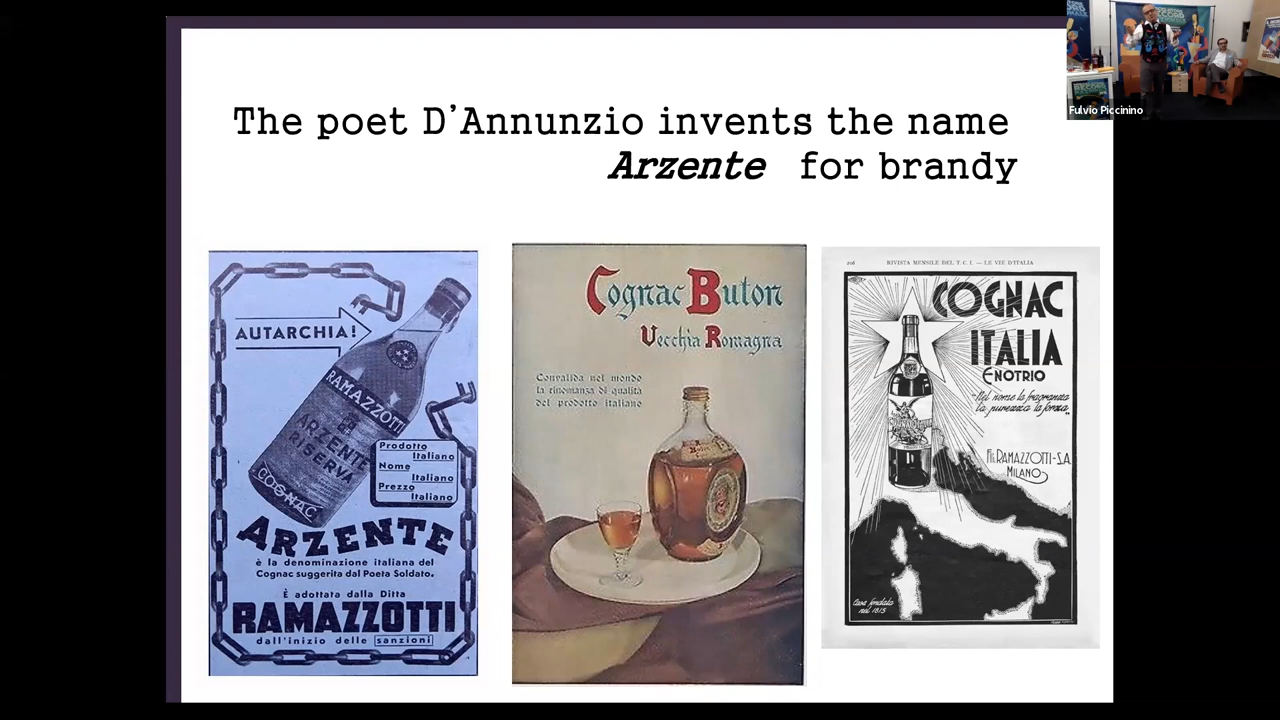 The poet D'Annunzio invents the name
Arzente for brandy
Fulvio Piccinino
AUTARCHIA!
RAMAZZOTTI
ARZENTE
RISERVA
COGNAC
Prodotto
Italiano
Nome
Italiano
Prezzo
Italiano
ARZENTE
è la denominazione italiana del
Cognac suggerita dal Poeta Soldato.
È adottata dalla Ditta
RAMAZZOTTI
dall'inizio delle sanzioni
Cognac Buton
Vecchia Romagna
Convalida nel mondo
la rinomanza di qualità
del prodotto italiano
206 RIVISTA MENSILE DEL T. C. I. — LE VIE D'ITALIA
COGNAC
ITALIA
ENOTRIO
"Nel nome la fragranza
la purezza la forza"
F.lli RAMAZZOTTI-S.A.
MILANO
Casa fondata
nel 1815